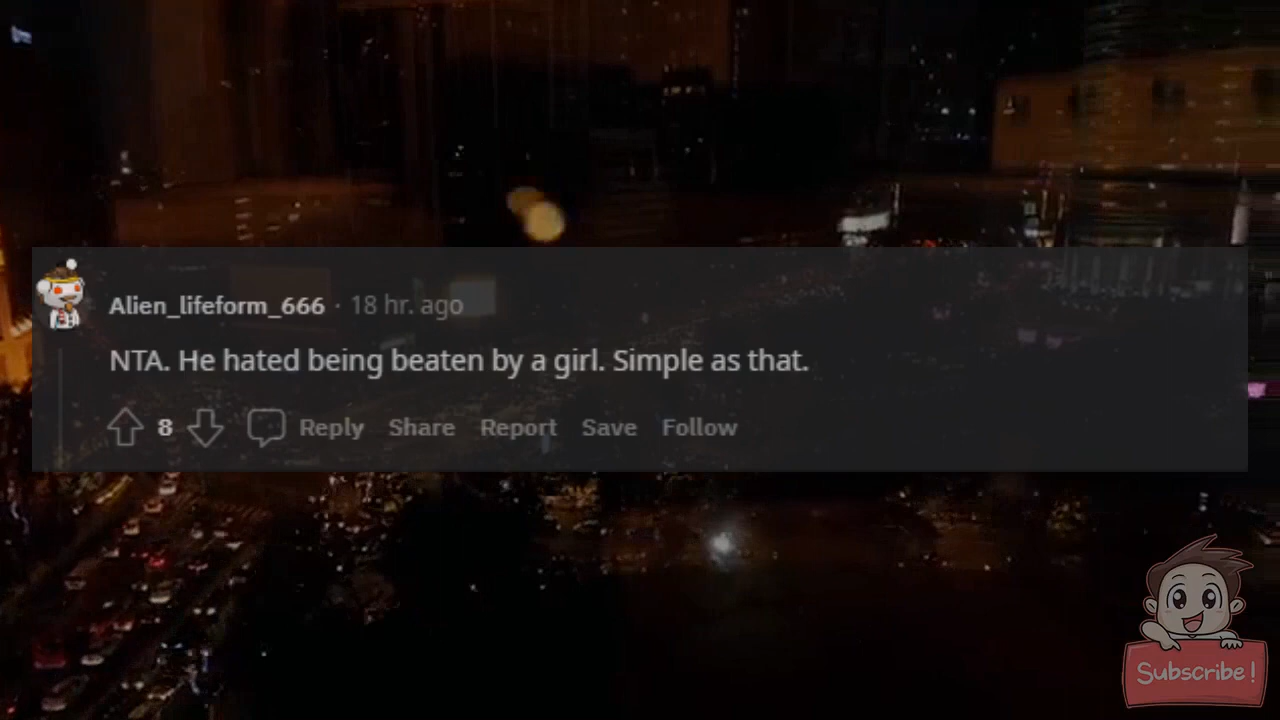 Alien_lifeform_666 · 18 hr. ago
NTA. He hated being beaten by a girl. Simple as that.
8 Reply Share Report Save Follow
Subscribe!